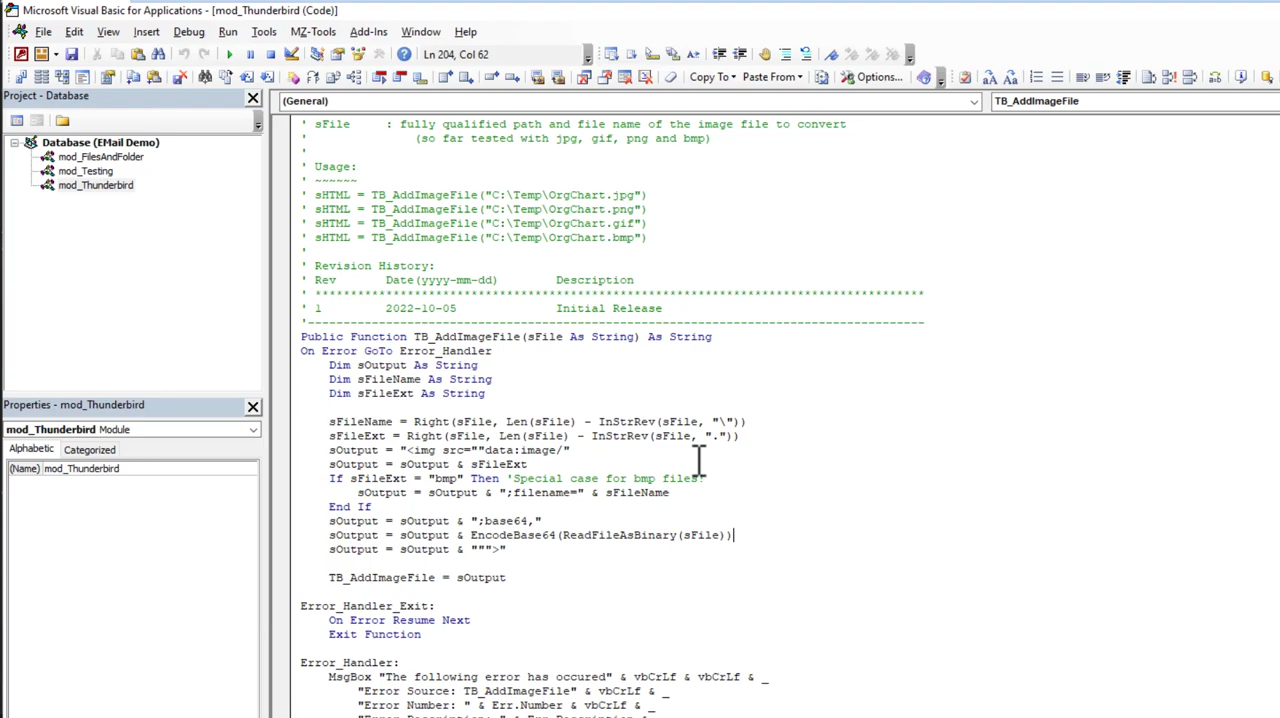 Microsoft Visual Basic for Applications - [mod_Thunderbird (Code)]
File Edit View Insert Debug Run Tools MZ-Tools Add-Ins Window Help
Ln 204, Col 62
Copy To Paste From Options...
Project - Database
(General) TB_AddImageFile
Database (EMail Demo)
mod_FilesAndFolder
mod_Testing
mod_Thunderbird
Properties - mod_Thunderbird
mod_Thunderbird Module
Alphabetic Categorized
(Name) mod_Thunderbird
' sFile : fully qualified path and file name of the image file to convert
' (so far tested with jpg, gif, png and bmp)
'
' Usage:
' ~~~~~~
' sHTML = TB_AddImageFile("C:\Temp\OrgChart.jpg")
' sHTML = TB_AddImageFile("C:\Temp\OrgChart.png")
' sHTML = TB_AddImageFile("C:\Temp\OrgChart.gif")
' sHTML = TB_AddImageFile("C:\Temp\OrgChart.bmp")
'
' Revision History:
' Rev Date(yyyy-mm-dd) Description
' **************************************************************************************
' 1 2022-10-05 Initial Release
'---------------------------------------------------------------------------------------
Public Function TB_AddImageFile(sFile As String) As String
On Error GoTo Error_Handler
Dim sOutput As String
Dim sFileName As String
Dim sFileExt As String
sFileName = Right(sFile, Len(sFile) - InStrRev(sFile, "\"))
sFileExt = Right(sFile, Len(sFile) - InStrRev(sFile, "."))
sOutput = "<img src=""data:image/"
sOutput = sOutput & sFileExt
If sFileExt = "bmp" Then 'Special case for bmp files!
sOutput = sOutput & ";filename=" & sFileName
End If
sOutput = sOutput & ";base64,"
sOutput = sOutput & EncodeBase64(ReadFileAsBinary(sFile))
sOutput = sOutput & """>"
TB_AddImageFile = sOutput
Error_Handler_Exit:
On Error Resume Next
Exit Function
Error_Handler:
MsgBox "The following error has occured" & vbCrLf & vbCrLf & _
"Error Source: TB_AddImageFile" & vbCrLf & _
"Error Number: " & Err.Number & vbCrLf & _